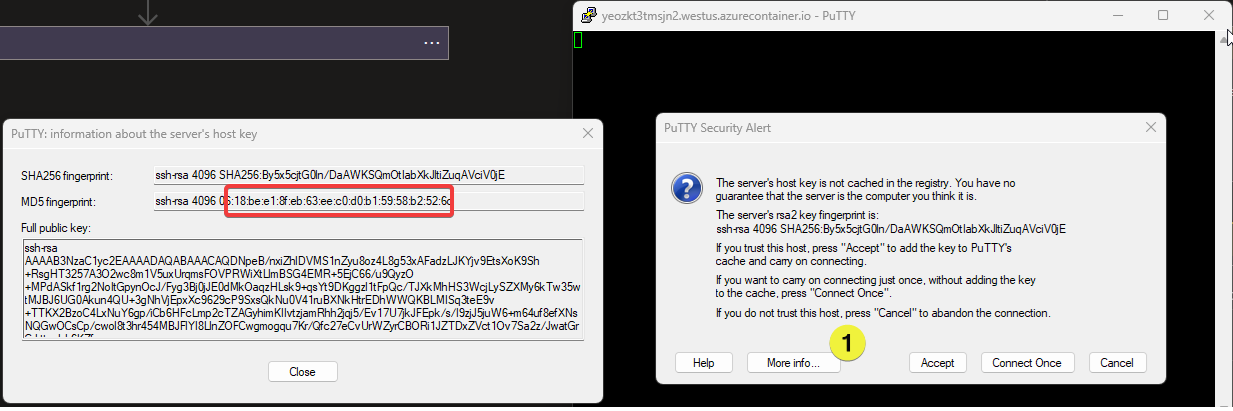 ...
yeozkt3tmsjn2.westus.azurecontainer.io - PuTTY
PuTTY: information about the server's host key
SHA256 fingerprint:
ssh-rsa 4096 SHA256:By5x5cjtG0ln/DaAWKSQmOtIabXkJltiZuqAVciV0jE
MD5 fingerprint:
ssh-rsa 4096 06:18:be:e1:8f:eb:63:ee:c0:d0:b1:59:58:b2:52:6c
Full public key:
ssh-rsa
AAAAB3NzaC1yc2EAAAADAQABAAACAQDNpeB/nxiZhIDVMS1nZyu8oz4L8g53xAFadzLJKYjv9EtsXoK9Sh
+RsgHT3257A3O2wc8m1V5uxUrqmsFOVPRWiXtLlmBSG4EMR+5EjC66/u9QyzO
+MPdASkf1rg2NoltGpynOcJ/Fyg3Bj0jJE0dMkOaqzHLsk9+qsYt9DKggzl1tFpQc/TJXkMhHS3WcjLySZXMy6kTw35w
tMJBJ6UG0Akun4QU+3gNhVjEpxXc9629cP9SxsQkNu0V41ruBXNkHtrEDhWWQKBLMISq3teE9v
+TTKX2BzoC4LxNuY6gp/iCb6HFcLmp2cTZAGyhimKIIvtzjamRhh2jqj5/Ev17U7jkJFEpk/s/I9zjJ5juW6+m64uf8efXNs
NQGwOCsCp/cwoI8t3hr454MBJFIYI8LlnZOFCwgmogqu7Kr/Qfc27eCvUrWZyrCBORi1JZTDxZVct1Ov7Sa2z/JwatGr
Close
PuTTY Security Alert
The server's host key is not cached in the registry. You have no
guarantee that the server is the computer you think it is.
The server's rsa2 key fingerprint is:
ssh-rsa 4096 SHA256:By5x5cjtG0ln/DaAWKSQmOtIabXkJltiZuqAVciV0jE
If you trust this host, press "Accept" to add the key to PuTTY's
cache and carry on connecting.
If you want to carry on connecting just once, without adding the key
to the cache, press "Connect Once".
If you do not trust this host, press "Cancel" to abandon the connection.
1
Help
More info...
Accept
Connect Once
Cancel